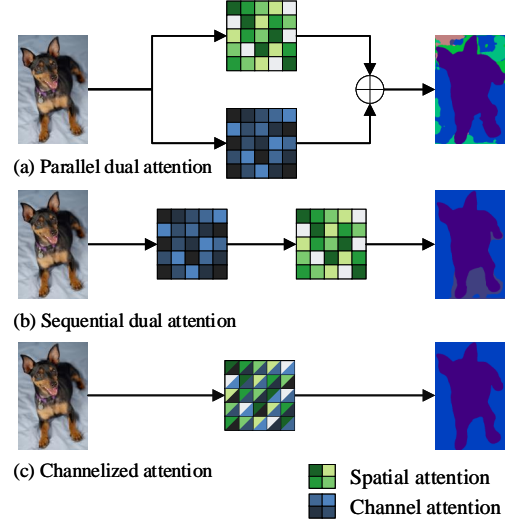 (a) Parallel dual attention
(b) Sequential dual attention
(c) Channelized attention
Spatial attention
Channel attention